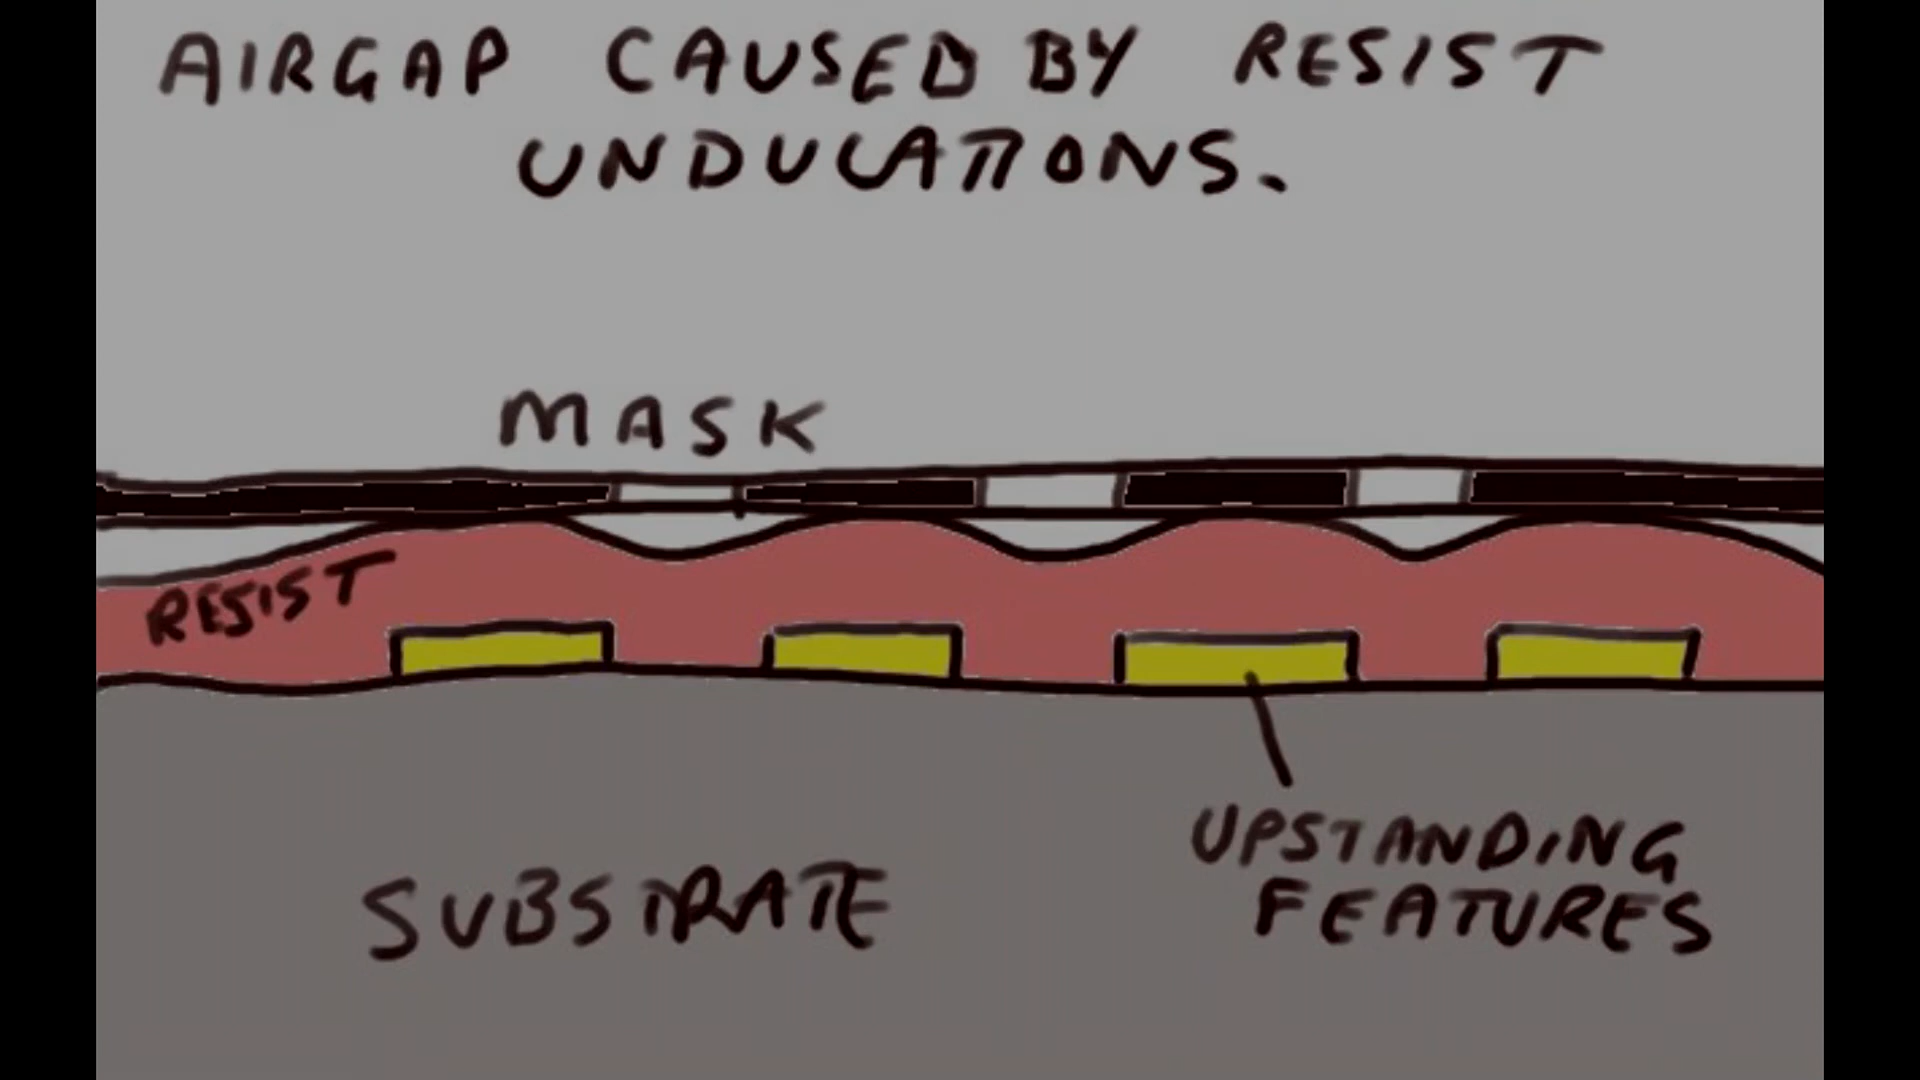 AIRGAP CAUSED BY RESIST
UNDULATIONS.
MASK
RESIST
UPSTANDING
FEATURES
SUBSTRATE